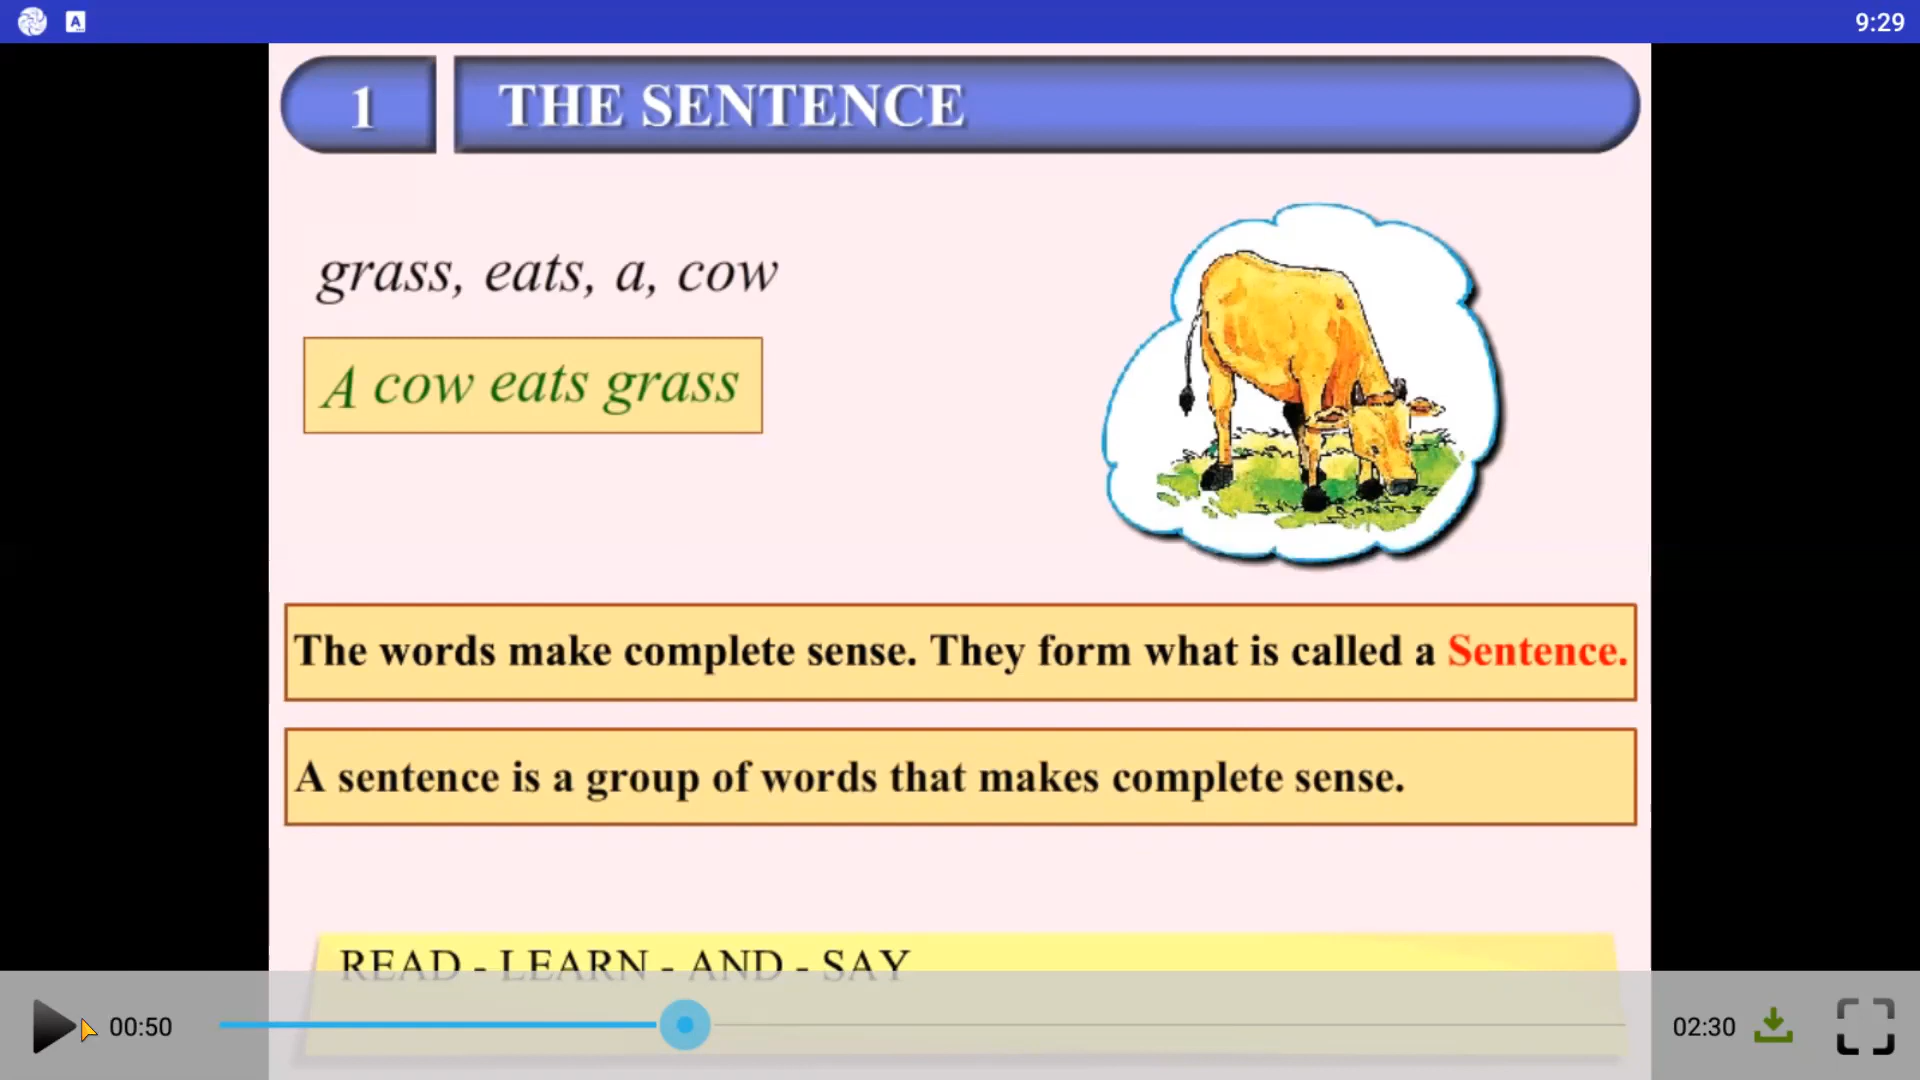 A
9:29
1 THE SENTENCE
grass, eats, a, cow
A cow eats grass
The words make complete sense. They form what is called a Sentence.
A sentence is a group of words that makes complete sense.
READ - LEARN - AND - SAY
00:50 02:30